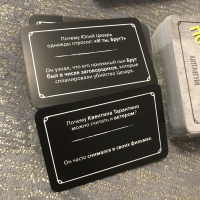 Почему Юлий Цезарь
однажды спросил: «И ты, Брут?»
Он узнал, что его приёмный сын Брут
был в числе заговорщиков, которые
спланировали убийство Цезаря.
Почему Квентина Тарантино
можно считать и актером?
Он часто снимался в своих фильмах.